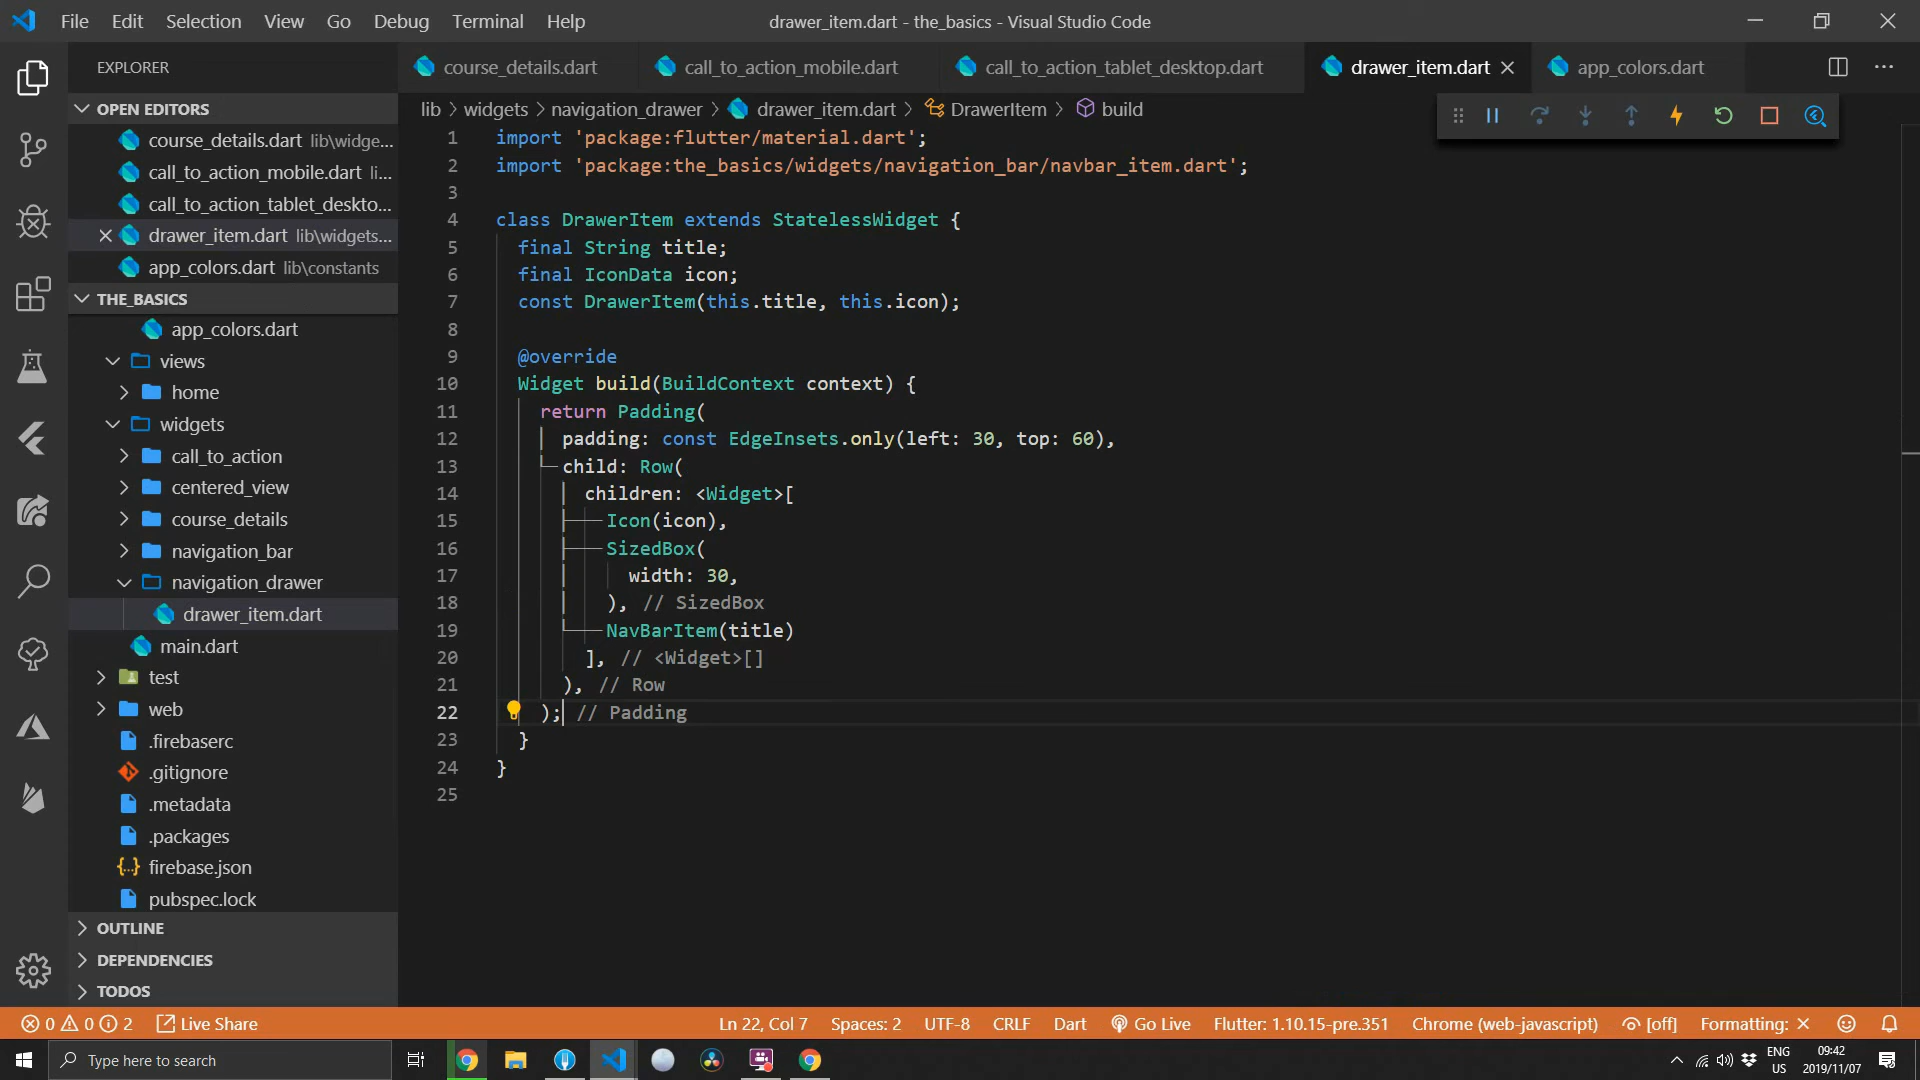 File Edit Selection View Go Debug Terminal Help
drawer_item.dart - the_basics - Visual Studio Code
EXPLORER
OPEN EDITORS
course_details.dart lib\widge...
call_to_action_mobile.dart li...
call_to_action_tablet_deskto...
drawer_item.dart lib\widgets...
app_colors.dart lib\constants
THE_BASICS
app_colors.dart
views
home
widgets
call_to_action
centered_view
course_details
navigation_bar
navigation_drawer
drawer_item.dart
main.dart
test
web
.firebaserc
.gitignore
.metadata
.packages
firebase.json
pubspec.lock
OUTLINE
DEPENDENCIES
TODOS
course_details.dart call_to_action_mobile.dart call_to_action_tablet_desktop.dart drawer_item.dart app_colors.dart
lib > widgets > navigation_drawer > drawer_item.dart > DrawerItem > build
1 import 'package:flutter/material.dart';
2 import 'package:the_basics/widgets/navigation_bar/navbar_item.dart';
3
4 class DrawerItem extends StatelessWidget {
5 final String title;
6 final IconData icon;
7 const DrawerItem(this.title, this.icon);
8
9 @override
10 Widget build(BuildContext context) {
11 return Padding(
12 padding: const EdgeInsets.only(left: 30, top: 60),
13 child: Row(
14 children: <Widget>[
15 Icon(icon),
16 SizedBox(
17 width: 30,
18 ), // SizedBox
19 NavBarItem(title)
20 ], // <Widget>[]
21 ), // Row
22 ); // Padding
23 }
24 }
25
0 0 2 Live Share Ln 22, Col 7 Spaces: 2 UTF-8 CRLF Dart Go Live Flutter: 1.10.15-pre.351 Chrome (web-javascript) [off] Formatting: ×
Type here to search
ENG
US
09:42
2019/11/07